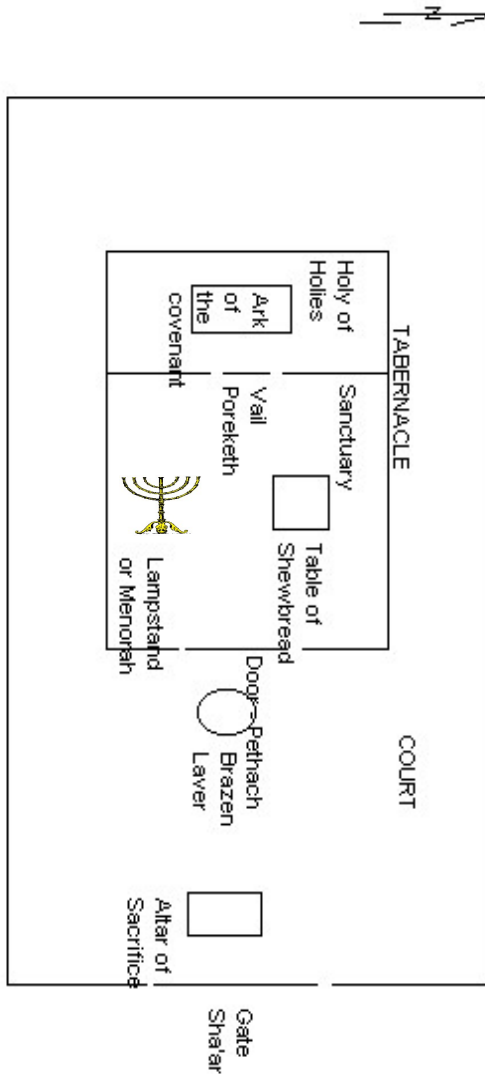 N
TABERNACLE
COURT
Holy of
Holies
Ark
of
the
covenant
Sanctuary
Vail
Poreketh
Table of
Shewbread
Lampstand
or Menorah
Door-Pethach
Brazen
Laver
Altar of
Sacrifice
Gate
Sha'ar